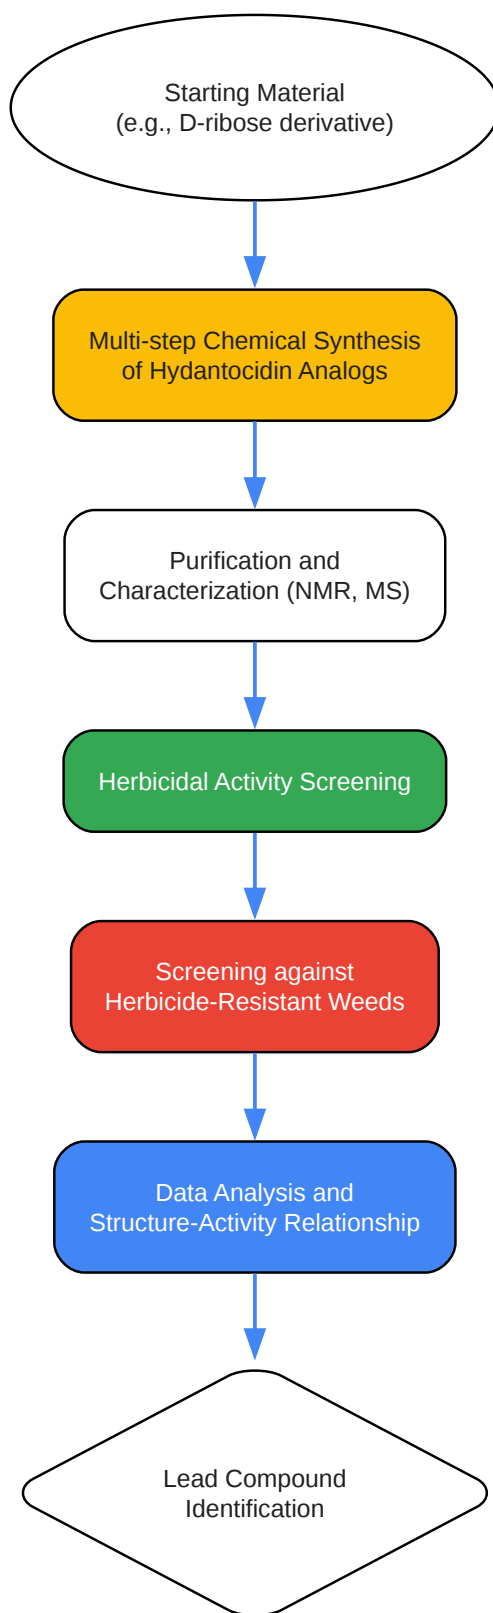 Starting Material
(e.g., D-ribose derivative)
Multi-step Chemical Synthesis
of Hydantocidin Analogs
Purification and
Characterization (NMR, MS)
Herbicidal Activity Screening
Screening against
Herbicide-Resistant Weeds
Data Analysis and
Structure-Activity Relationship
Lead Compound
Identification